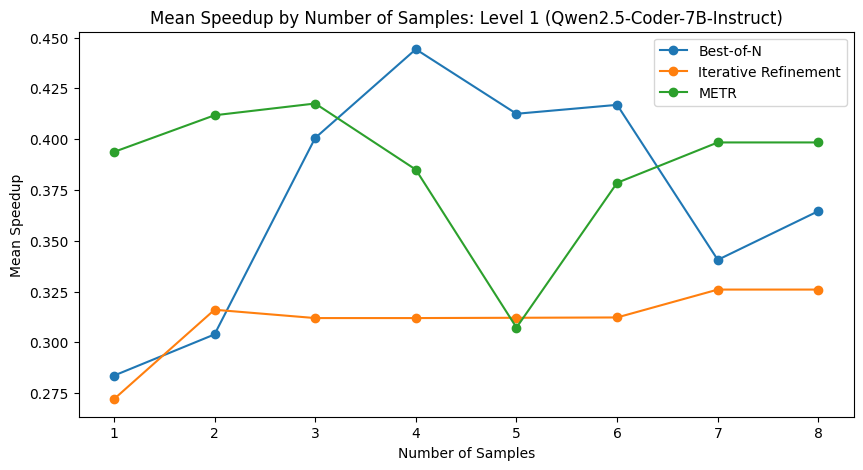 Mean Speedup by Number of Samples: Level 1 (Qwen2.5-Coder-7B-Instruct)
Best-of-N
Iterative Refinement
METR
Mean Speedup
0.450
0.425
0.400
0.375
0.350
0.325
0.300
0.275
1 2 3 4 5 6 7 8
Number of Samples